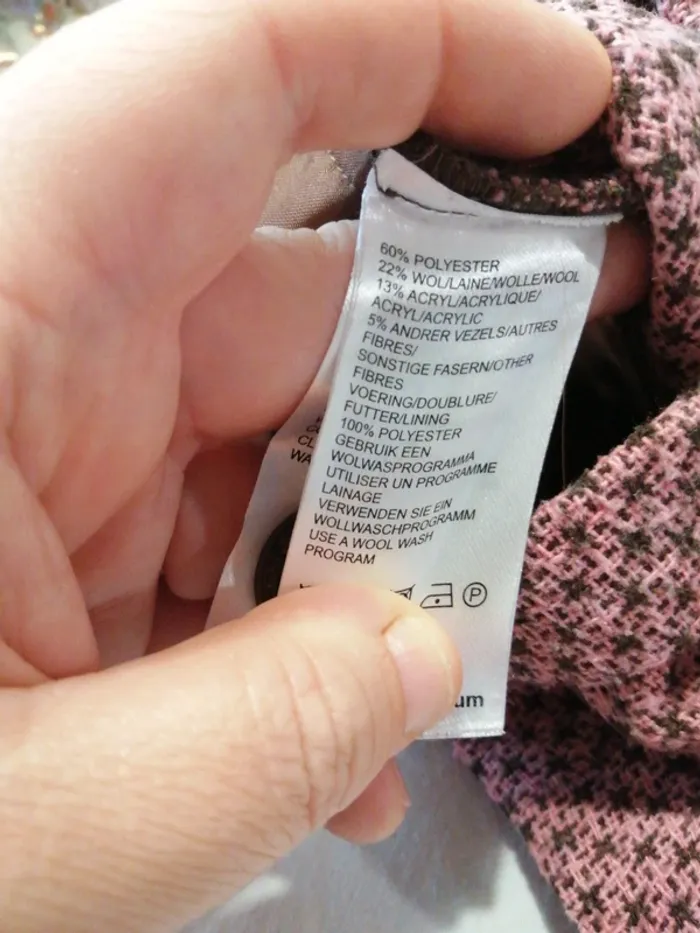 60% POLYESTER
22% WOL/LAINE/WOLLE/WOOL
13% ACRYL/ACRYLIQUE/
ACRYL/ACRYLIC
5% ANDRER VEZELS/AUTRES
FIBRES/
SONSTIGE FASERN/OTHER
FIBRES
VOERING/DOUBLURE/
FUTTER/LINING
100% POLYESTER
GEBRUIK EEN
WOLWASPROGRAMMA
UTILISER UN PROGRAMME
LAINAGE
VERWENDEN SIE EIN
WOLLWASCHPROGRAMM
USE A WOOL WASH
PROGRAM
P